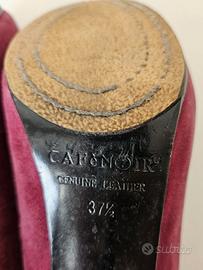 CAFèNOIR
GENUINE LEATHER
37½
subito